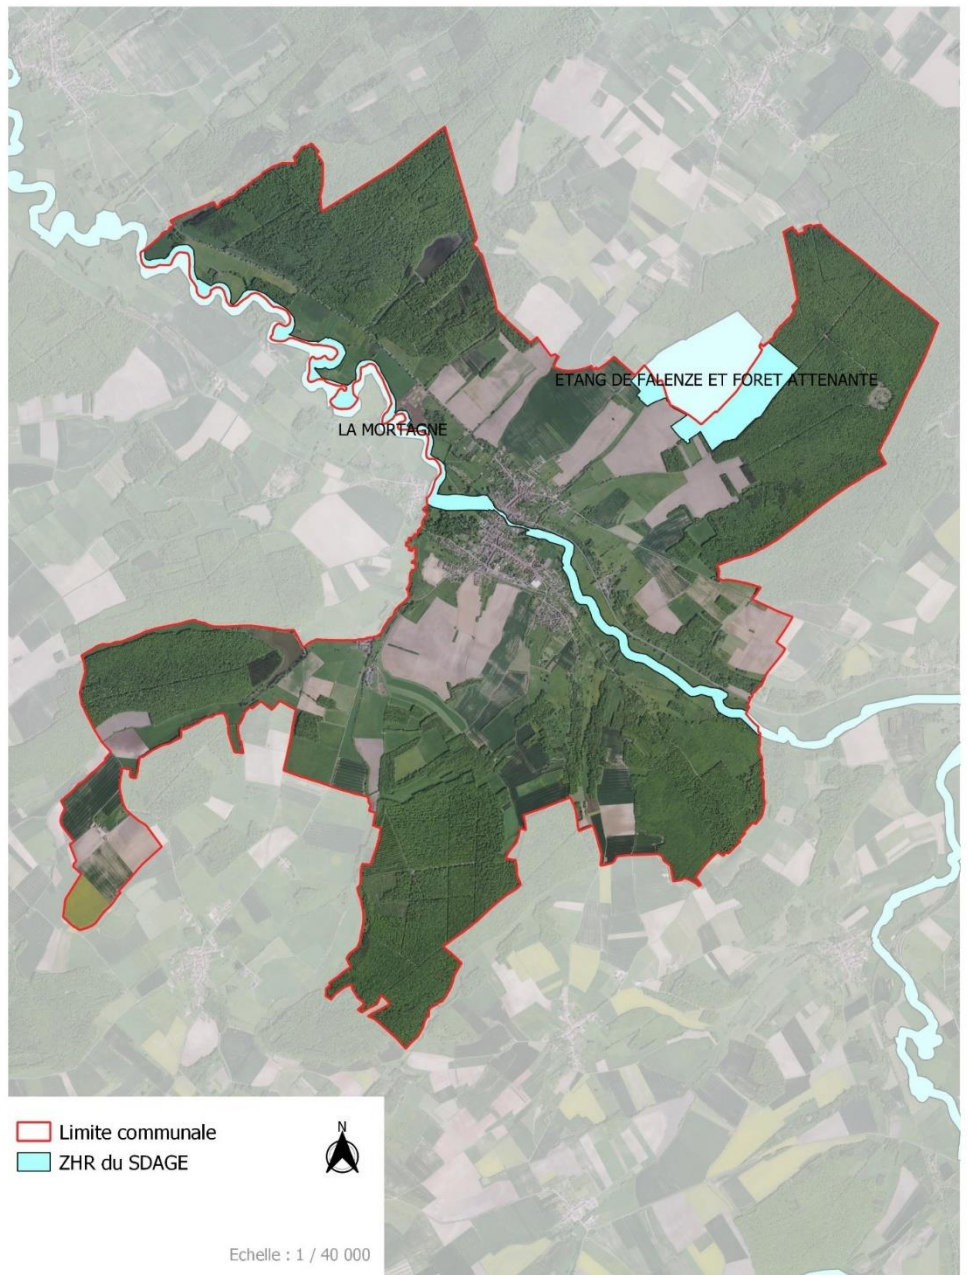 ETANG DE FALENZE ET FORET ATTENANTE
LA MORTAGNE
Limite communale
ZHR du SDAGE
N
Echelle : 1 / 40 000